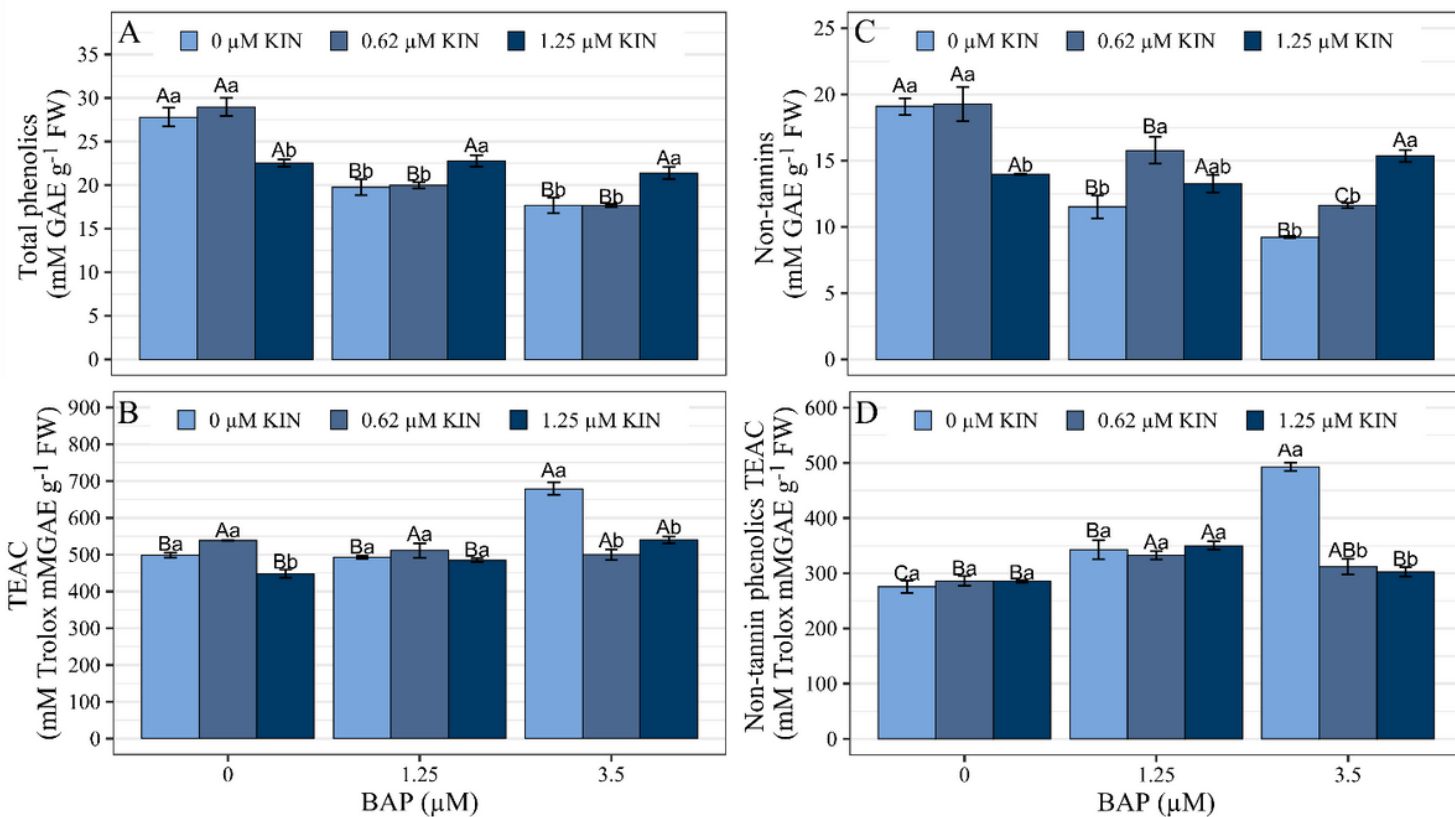 A
0 µM KIN 0.62 µM KIN 1.25 µM KIN
Total phenolics
(mM GAE g-1 FW)
35
30
25
20
15
10
5
0
Aa Aa Ab Bb Bb Aa Bb Bb Aa
C
0 µM KIN 0.62 µM KIN 1.25 µM KIN
Non-tannins
(mM GAE g-1 FW)
25
20
15
10
5
0
Aa Aa Ab Bb Ba Aab Bb Cb Aa
B
0 µM KIN 0.62 µM KIN 1.25 µM KIN
TEAC
(mM Trolox mMGAE g-1 FW)
900
800
700
600
500
400
300
200
100
0
Ba Aa Bb Ba Aa Ba Aa Ab Ab
0 1.25 3.5
BAP (µM)
D
0 µM KIN 0.62 µM KIN 1.25 µM KIN
Non-tannin phenolics TEAC
(mM Trolox mMGAE g-1 FW)
600
500
400
300
200
100
0
Ca Ba Ba Ba Aa Aa Aa ABb Bb
0 1.25 3.5
BAP (µM)